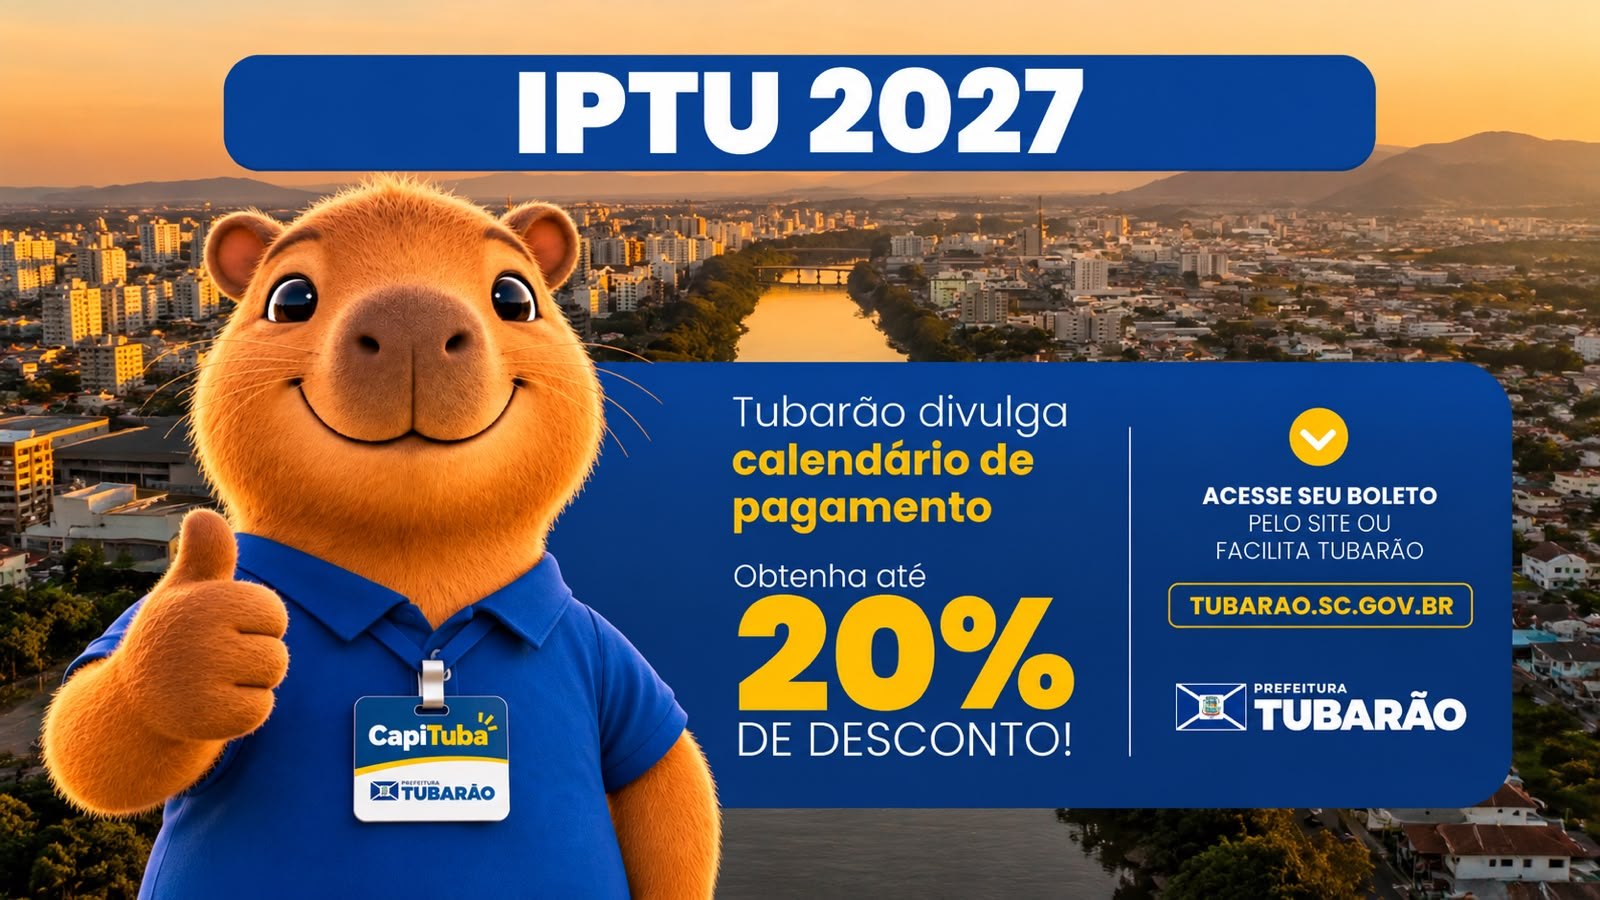 IPTU 2027
Tubarão divulga
calendário de
pagamento
Obtenha até
20%
DE DESCONTO!
ACESSE SEU BOLETO
PELO SITE OU
FACILITA TUBARÃO
TUBARAO.SC.GOV.BR
PREFEITURA
TUBARÃO
CapiTuba
PREFEITURA
TUBARÃO